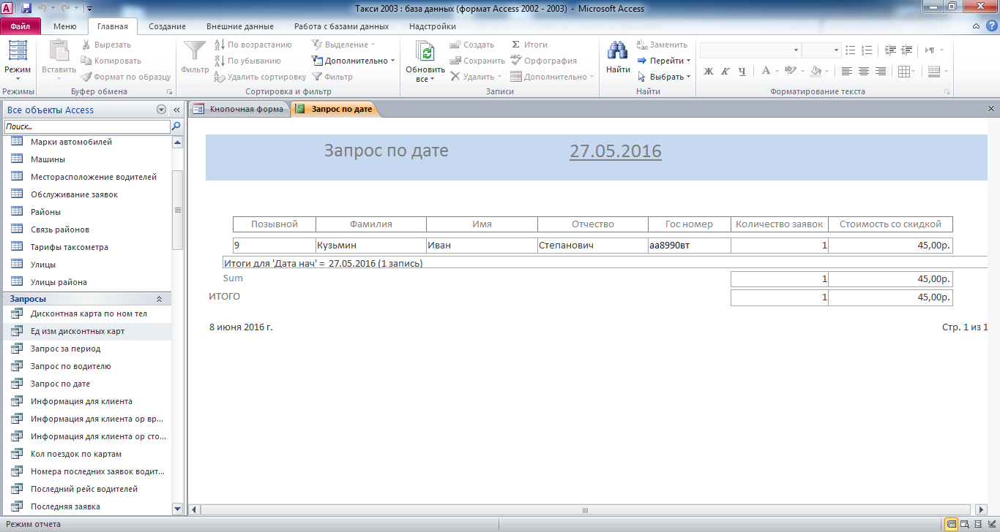 Такси 2003 : база данных (формат Access 2002 - 2003) - Microsoft Access
Файл Меню Главная Создание Внешние данные Работа с базами данных Надстройки
Режим
Режимы
Вставить
Вырезать
Копировать
Формат по образцу
Буфер обмена
Фильтр
По возрастанию
По убыванию
Удалить сортировку
Выделение
Дополнительно
Фильтр
Сортировка и фильтр
Обновить
все
Создать
Сохранить
Удалить
Итоги
Орфография
Дополнительно
Записи
Найти
Заменить
Перейти
Выбрать
Найти
Ж К Ч А
Форматирование текста
Все объекты Access
Поиск...
Марки автомобилей
Машины
Месторасположение водителей
Обслуживание заявок
Районы
Связь районов
Тарифы таксометра
Улицы
Улицы района
Запросы
Дисконтная карта по ном тел
Ед изм дисконтных карт
Запрос за период
Запрос по водителю
Запрос по дате
Информация для клиента
Информация для клиента ор вр...
Информация для клиента ор сто...
Кол поездок по картам
Номера последних заявок водит...
Последний рейс водителей
Последняя заявка
Кнопочная форма Запрос по дате
Запрос по дате 27.05.2016
Позывной Фамилия Имя Отчество Гос номер Количество заявок Стоимость со скидкой
9 Кузьмин Иван Степанович аа8990вт 1 45,00р.
Итоги для 'Дата нач' = 27.05.2016 (1 запись)
Sum 1 45,00р.
ИТОГО 1 45,00р.
8 июня 2016 г. Стр. 1 из 1
Режим отчета